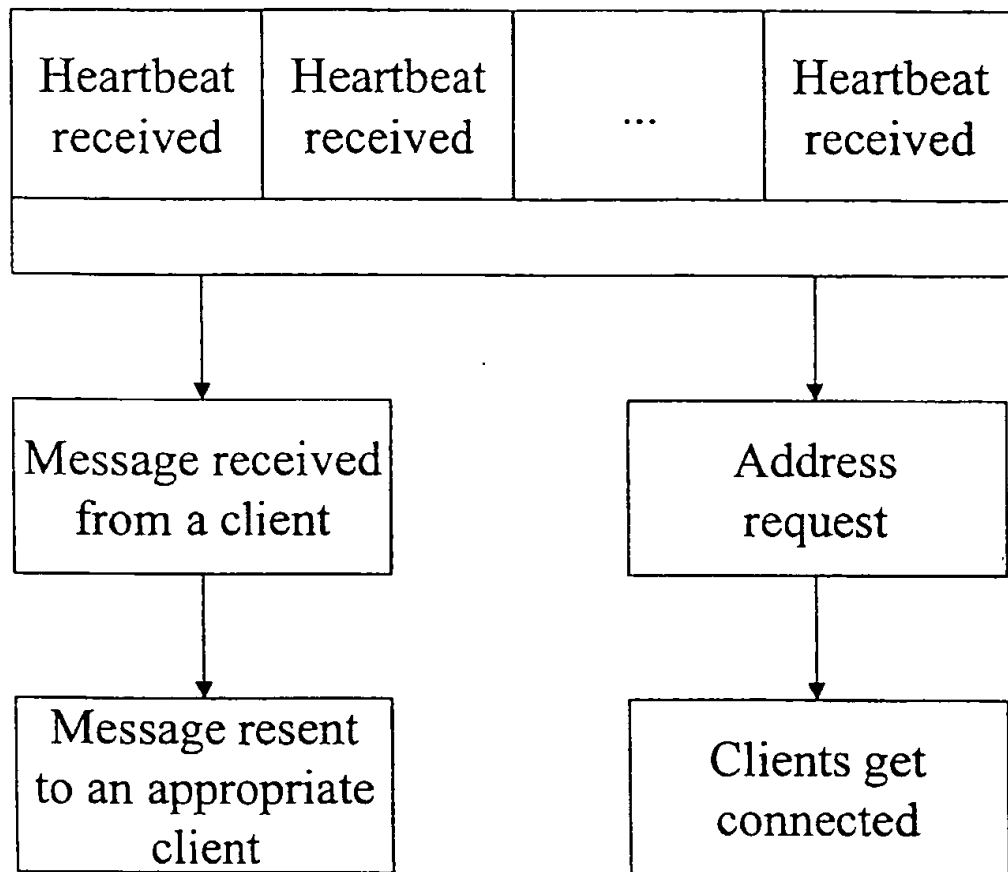 Heartbeat
received
Heartbeat
received
...
Heartbeat
received
Message received
from a client
Address
request
Message resent
to an appropriate
client
Clients get
connected